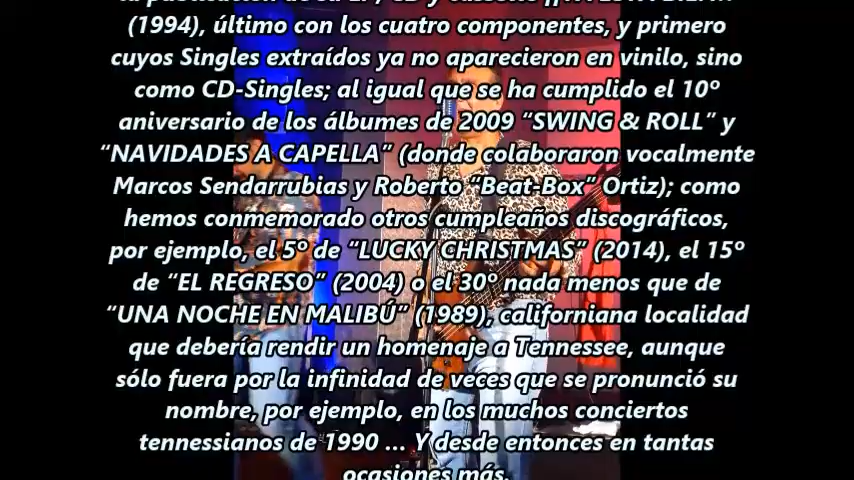 (1994), último con los cuatro componentes, y primero
cuyos Singles extraídos ya no aparecieron en vinilo, sino
como CD-Singles; al igual que se ha cumplido el 10º
aniversario de los álbumes de 2009 “SWING & ROLL” y
“NAVIDADES A CAPELLA” (donde colaboraron vocalmente
Marcos Sendarrubias y Roberto “Beat-Box” Ortiz); como
hemos conmemorado otros cumpleaños discográficos,
por ejemplo, el 5º de “LUCKY CHRISTMAS” (2014), el 15º
de “EL REGRESO” (2004) o el 30º nada menos que de
“UNA NOCHE EN MALIBÚ” (1989), californiana localidad
que debería rendir un homenaje a Tennessee, aunque
sólo fuera por la infinidad de veces que se pronunció su
nombre, por ejemplo, en los muchos conciertos
tennessianos de 1990 ... Y desde entonces en tantas
ocasiones más.